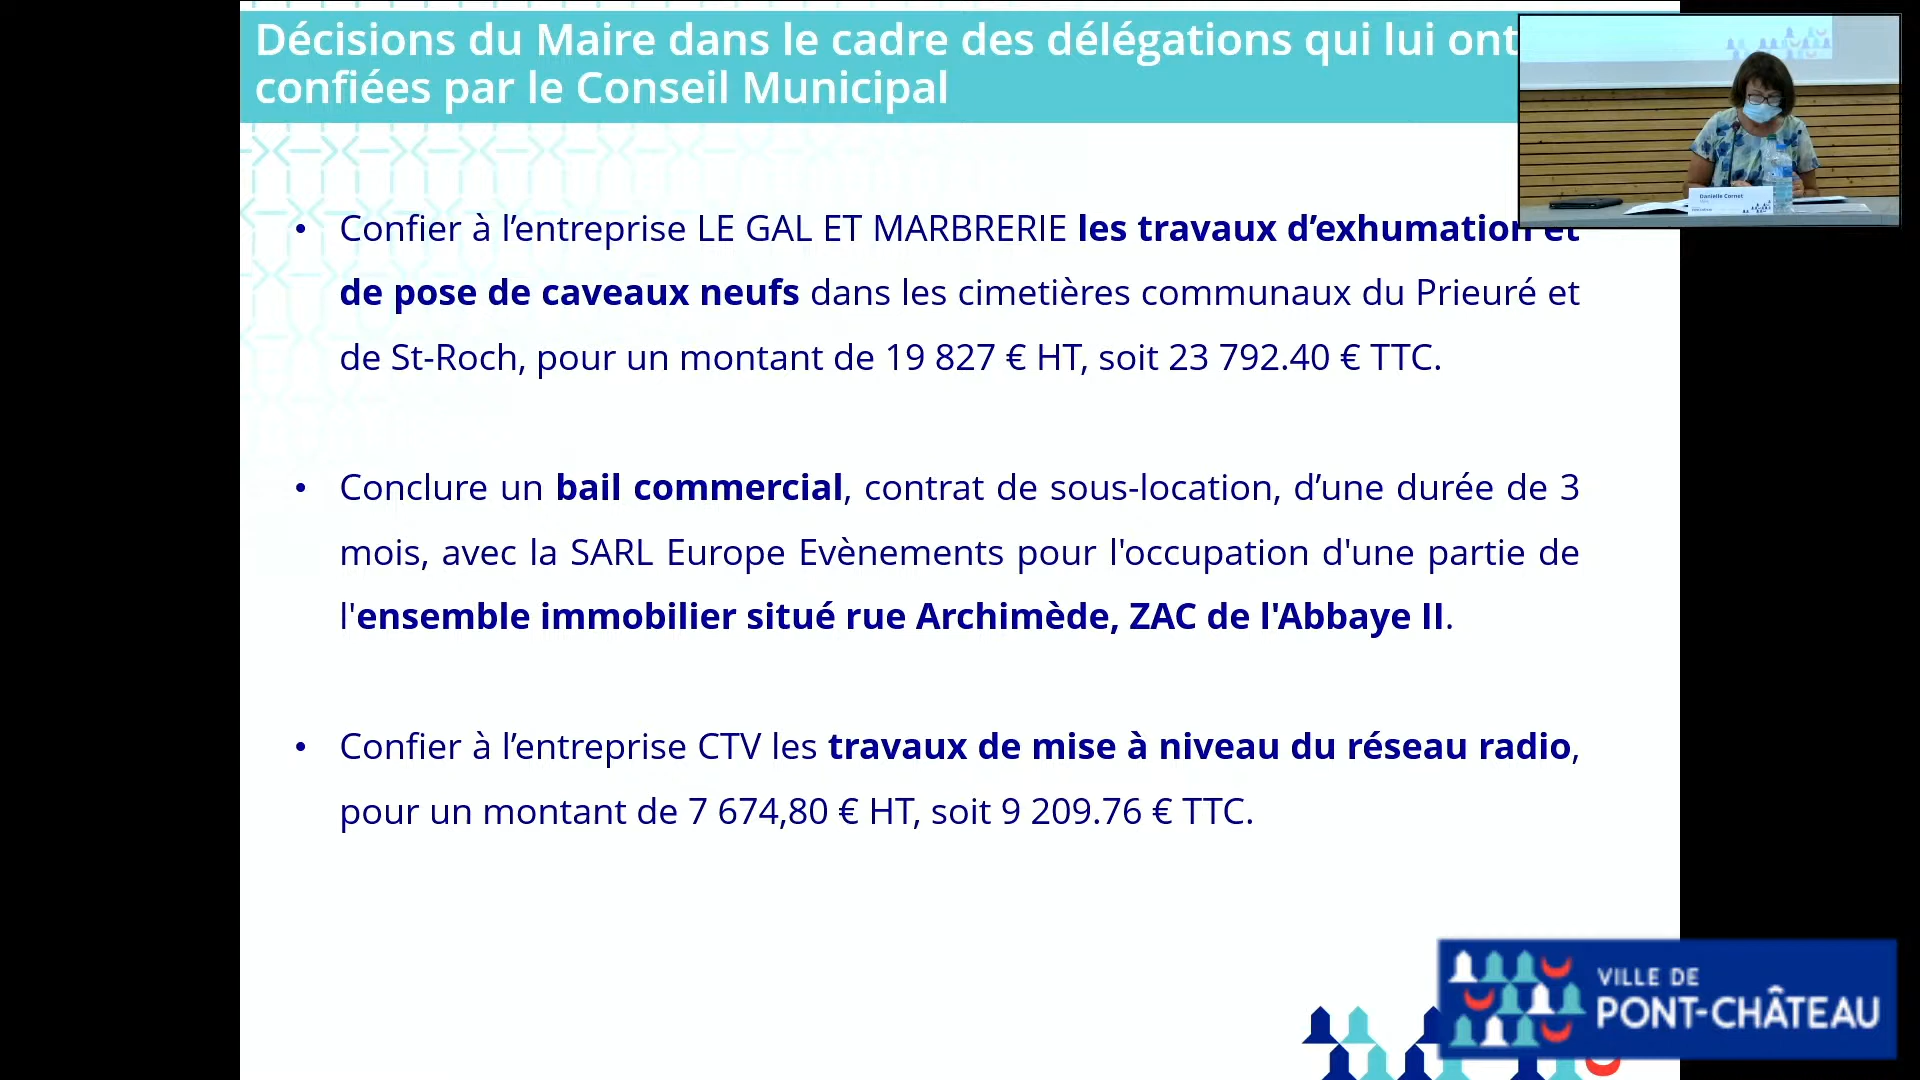 Décisions du Maire dans le cadre des délégations qui lui ont
confiées par le Conseil Municipal
Danielle Cornet
• Confier à l’entreprise LE GAL ET MARBRERIE les travaux d’exhumation et
de pose de caveaux neufs dans les cimetières communaux du Prieuré et
de St-Roch, pour un montant de 19 827 € HT, soit 23 792.40 € TTC.
• Conclure un bail commercial, contrat de sous-location, d’une durée de 3
mois, avec la SARL Europe Evènements pour l'occupation d'une partie de
l'ensemble immobilier situé rue Archimède, ZAC de l'Abbaye II.
• Confier à l’entreprise CTV les travaux de mise à niveau du réseau radio,
pour un montant de 7 674,80 € HT, soit 9 209.76 € TTC.
VILLE DE
PONT-CHÂTEAU